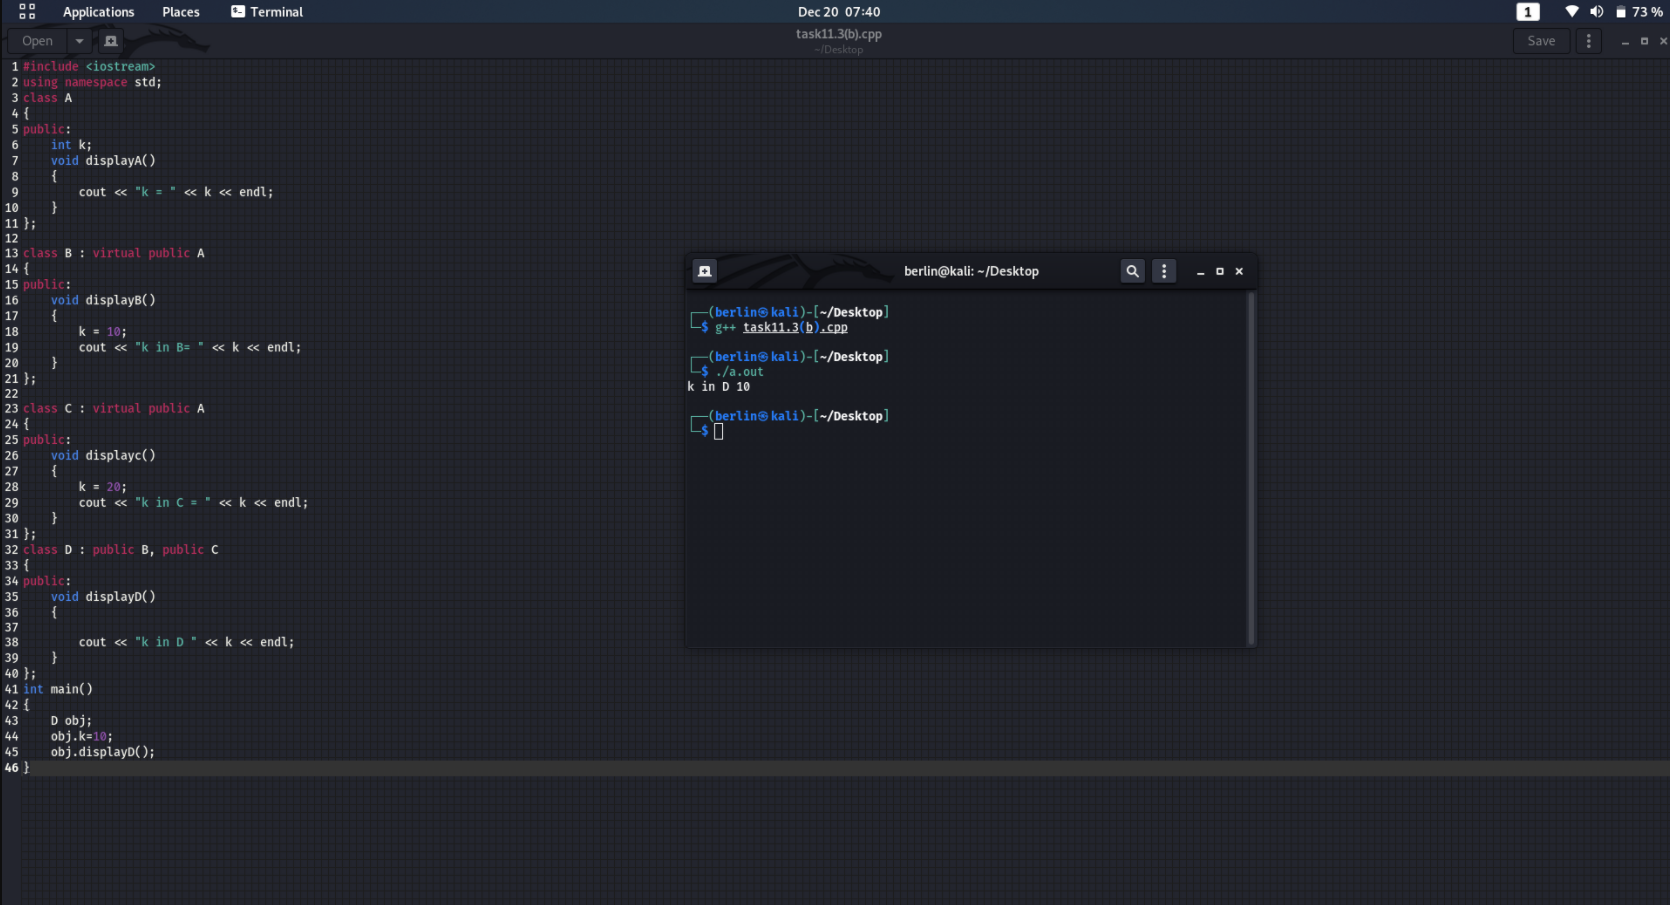 Applications Places Terminal Dec 20 07:40 1 73 %
Open task11.3(b).cpp Save
~/Desktop
1 #include <iostream>
2 using namespace std;
3 class A
4 {
5 public:
6     int k;
7     void displayA()
8     {
9         cout << "k = " << k << endl;
10     }
11 };
12
13 class B : virtual public A
14 {
15 public:
16     void displayB()
17     {
18         k = 10;
19         cout << "k in B= " << k << endl;
20     }
21 };
22
23 class C : virtual public A
24 {
25 public:
26     void displayc()
27     {
28         k = 20;
29         cout << "k in C = " << k << endl;
30     }
31 };
32 class D : public B, public C
33 {
34 public:
35     void displayD()
36     {
37
38         cout << "k in D " << k << endl;
39     }
40 };
41 int main()
42 {
43     D obj;
44     obj.k=10;
45     obj.displayD();
46 }
berlin@kali: ~/Desktop
┌──(berlin㉿kali)-[~/Desktop]
└─$ g++ task11.3(b).cpp
┌──(berlin㉿kali)-[~/Desktop]
└─$ ./a.out
k in D 10
┌──(berlin㉿kali)-[~/Desktop]
└─$